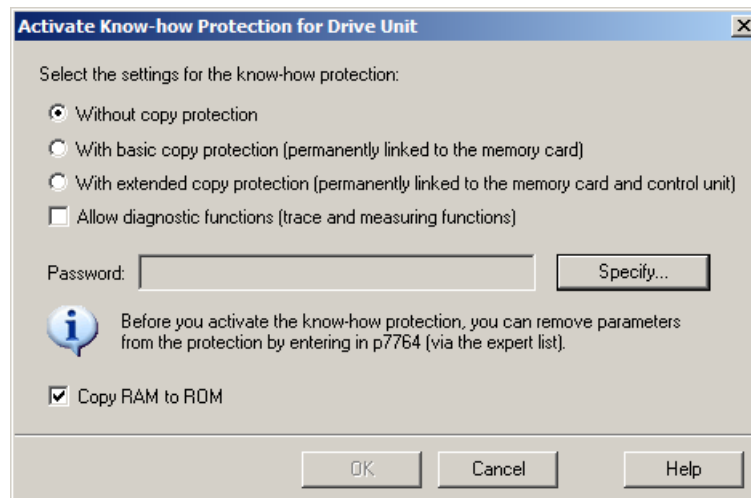 Activate Know-how Protection for Drive Unit
Select the settings for the know-how protection:
Without copy protection
With basic copy protection (permanently linked to the memory card)
With extended copy protection (permanently linked to the memory card and control unit)
Allow diagnostic functions (trace and measuring functions)
Password:
Specify...
Before you activate the know-how protection, you can remove parameters
from the protection by entering in p7764 (via the expert list).
Copy RAM to ROM
OK
Cancel
Help